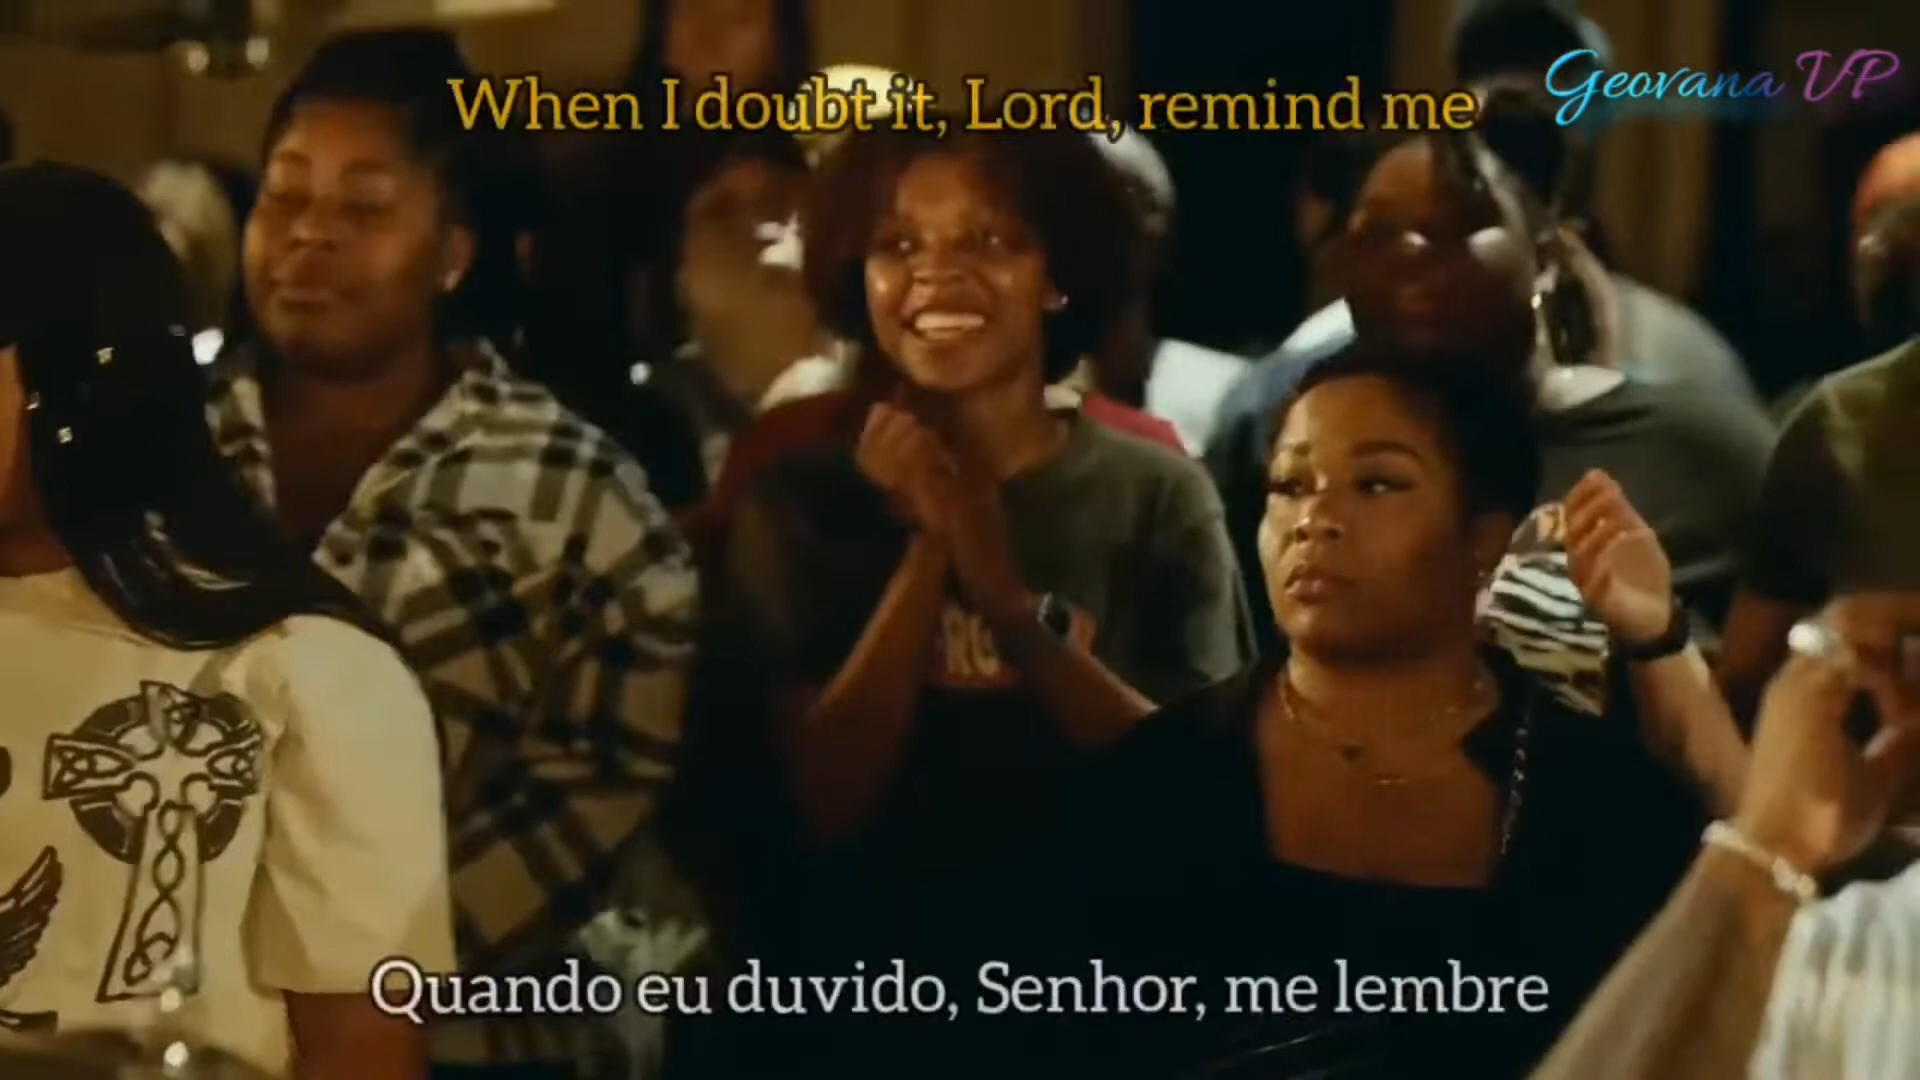 When I doubt it, Lord, remind me
Geovana VP
Quando eu duvido, Senhor, me lembre